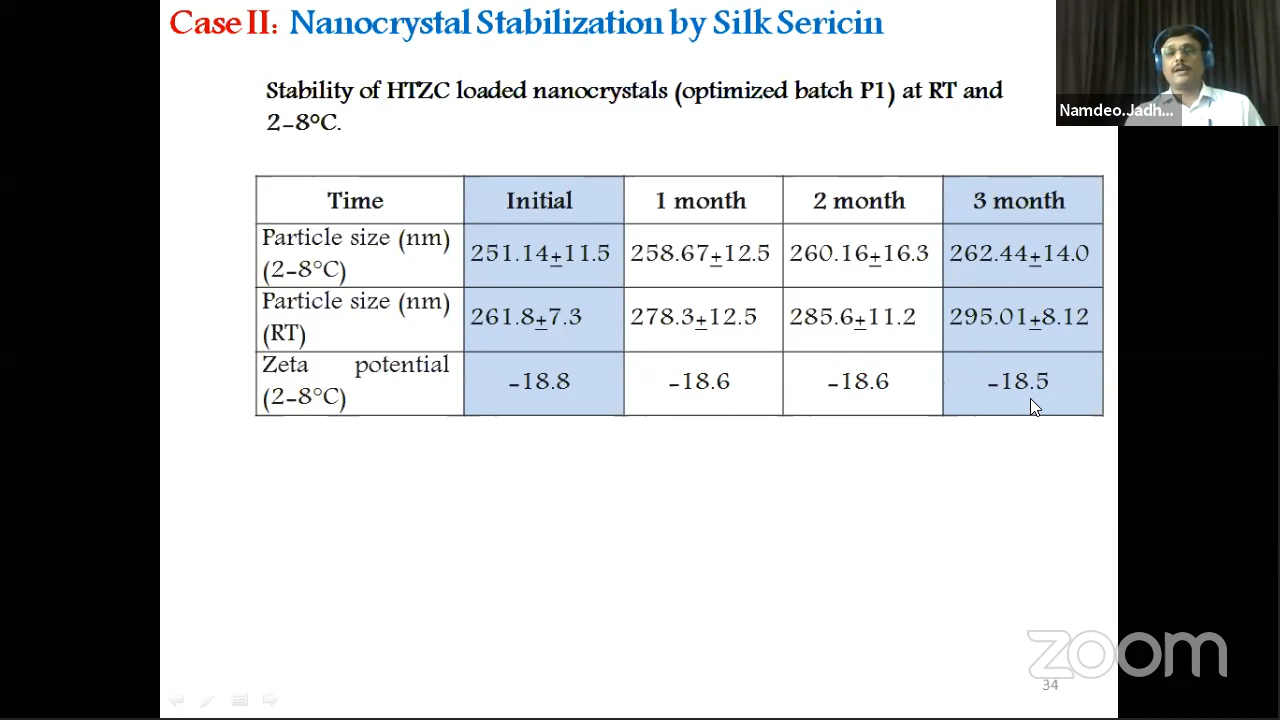 Case II: Nanocrystal Stabilization by Silk Sericin
Namdeo.Jadh...
Stability of HTZC loaded nanocrystals (optimized batch P1) at RT and
2-8°C.
Time Initial 1 month 2 month 3 month
Particle size (nm)
(2-8°C) 251.14±11.5 258.67±12.5 260.16±16.3 262.44±14.0
Particle size (nm)
(RT) 261.8±7.3 278.3±12.5 285.6±11.2 295.01±8.12
Zeta potential
(2-8°C) -18.8 -18.6 -18.6 -18.5
zoom
34